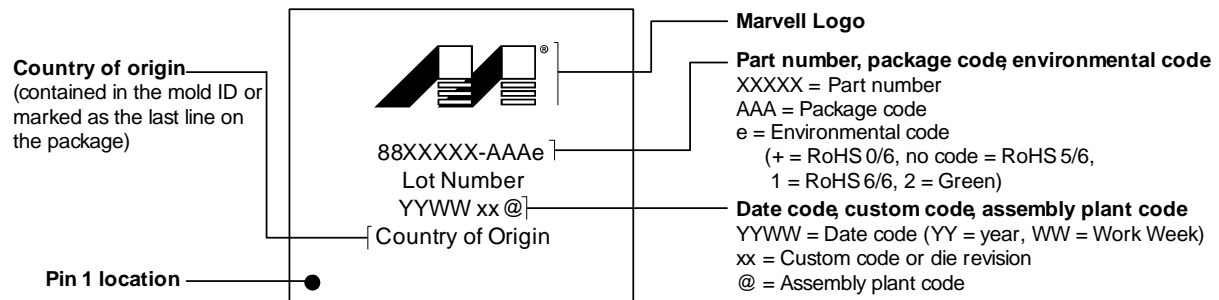 Marvell Logo
Country of origin
(contained in the mold ID or
marked as the last line on
the package)
®
Part number, package code, environmental code
XXXXX = Part number
AAA = Package code
e = Environmental code
(+ = RoHS 0/6, no code = RoHS 5/6,
1 = RoHS 6/6, 2 = Green)
88XXXXX-AAAe
Lot Number
YYWW xx @
Country of Origin
Date code, custom code, assembly plant code
YYWW = Date code (YY = year, WW = Work Week)
xx = Custom code or die revision
@ = Assembly plant code
Pin 1 location